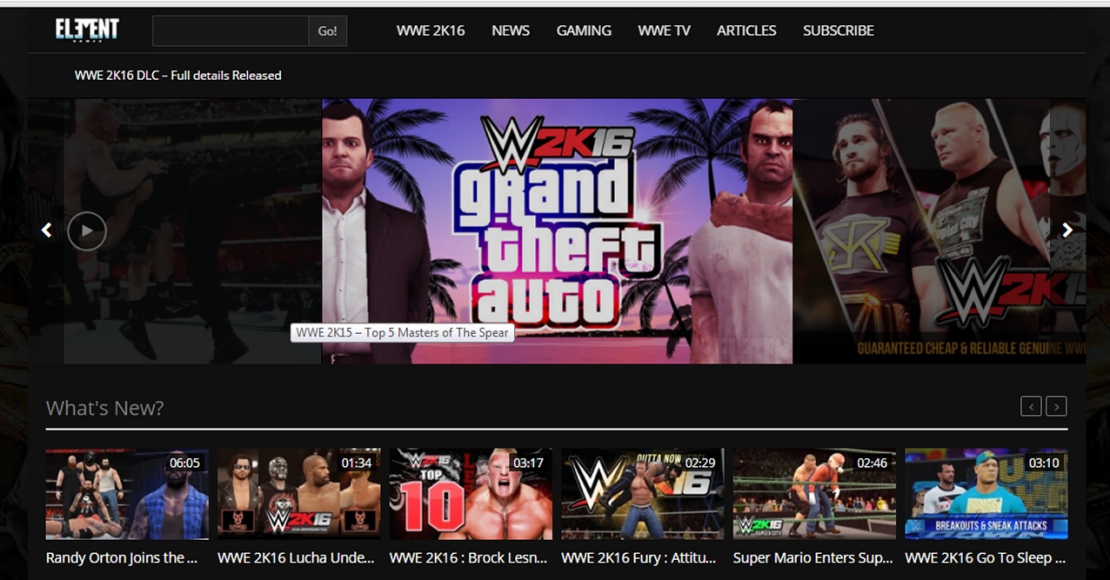 ELEMENT
GAMES
Go!
WWE 2K16
NEWS
GAMING
WWE TV
ARTICLES
SUBSCRIBE
WWE 2K16 DLC – Full details Released
W 2K16
grand
theft
auto
WWE 2K15 – Top 5 Masters of The Spear
W 2K1
GUARANTEED CHEAP & RELIABLE GENUINE WW
What's New?
06:05
01:34
2K16
2K16
TOP
10
03:17
OUTTA NOW
02:29
W 16
02:46
2K16
03:10
BREAKOUTS & SNEAK ATTACKS
Randy Orton Joins the ...
WWE 2K16 Lucha Unde...
WWE 2K16 : Brock Lesn...
WWE 2K16 Fury : Attitu...
Super Mario Enters Sup...
WWE 2K16 Go To Sleep ...